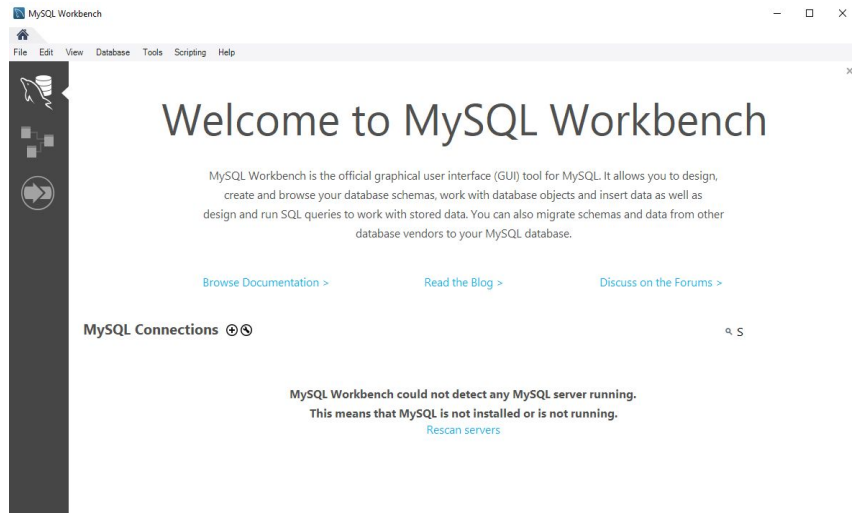 MySQL Workbench
File Edit View Database Tools Scripting Help
Welcome to MySQL Workbench
MySQL Workbench is the official graphical user interface (GUI) tool for MySQL. It allows you to design,
create and browse your database schemas, work with database objects and insert data as well as
design and run SQL queries to work with stored data. You can also migrate schemas and data from other
database vendors to your MySQL database.
Browse Documentation > Read the Blog > Discuss on the Forums >
MySQL Connections S
MySQL Workbench could not detect any MySQL server running.
This means that MySQL is not installed or is not running.
Rescan servers